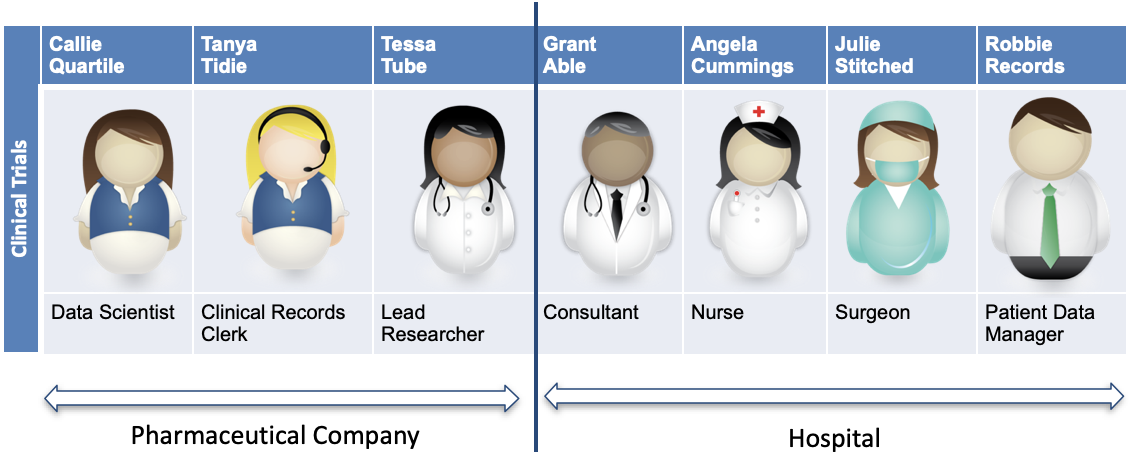 Clinical Trials
Callie
Quartile
Tanya
Tidie
Tessa
Tube
Grant
Able
Angela
Cummings
Julie
Stitched
Robbie
Records
Data Scientist
Clinical Records
Clerk
Lead
Researcher
Consultant
Nurse
Surgeon
Patient Data
Manager
Pharmaceutical Company
Hospital